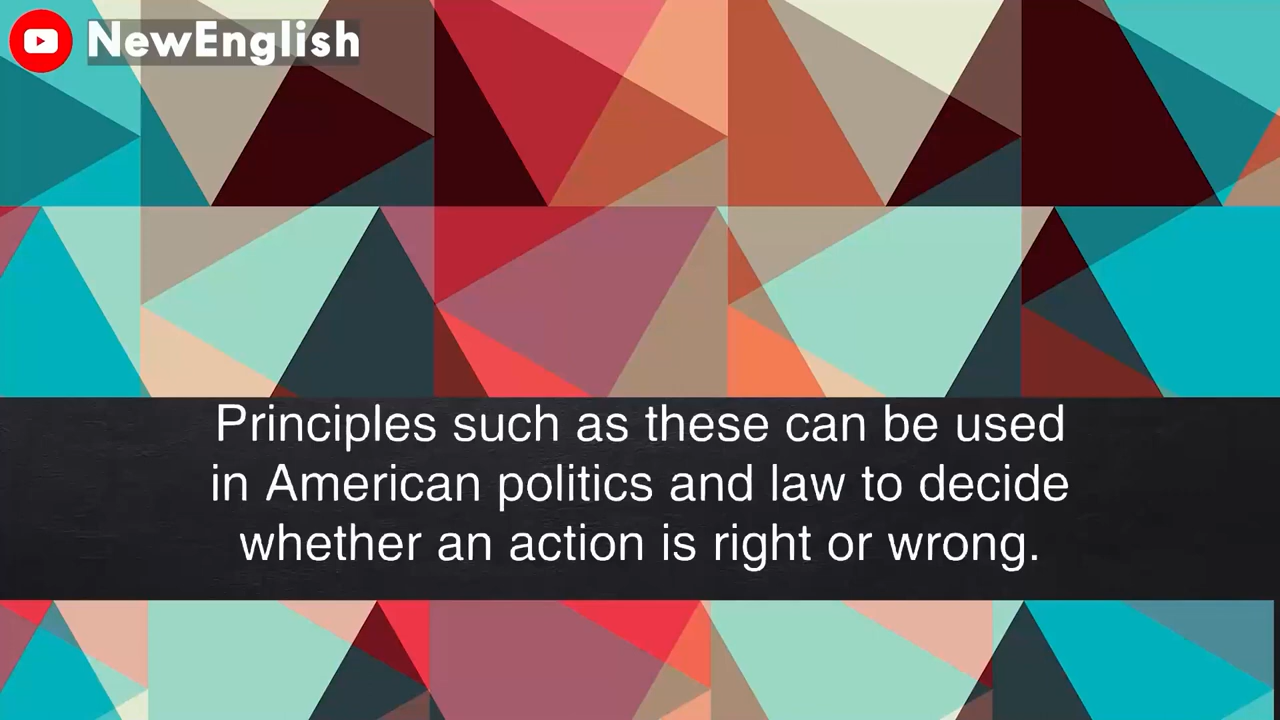 NewEnglish
Principles such as these can be used
in American politics and law to decide
whether an action is right or wrong.